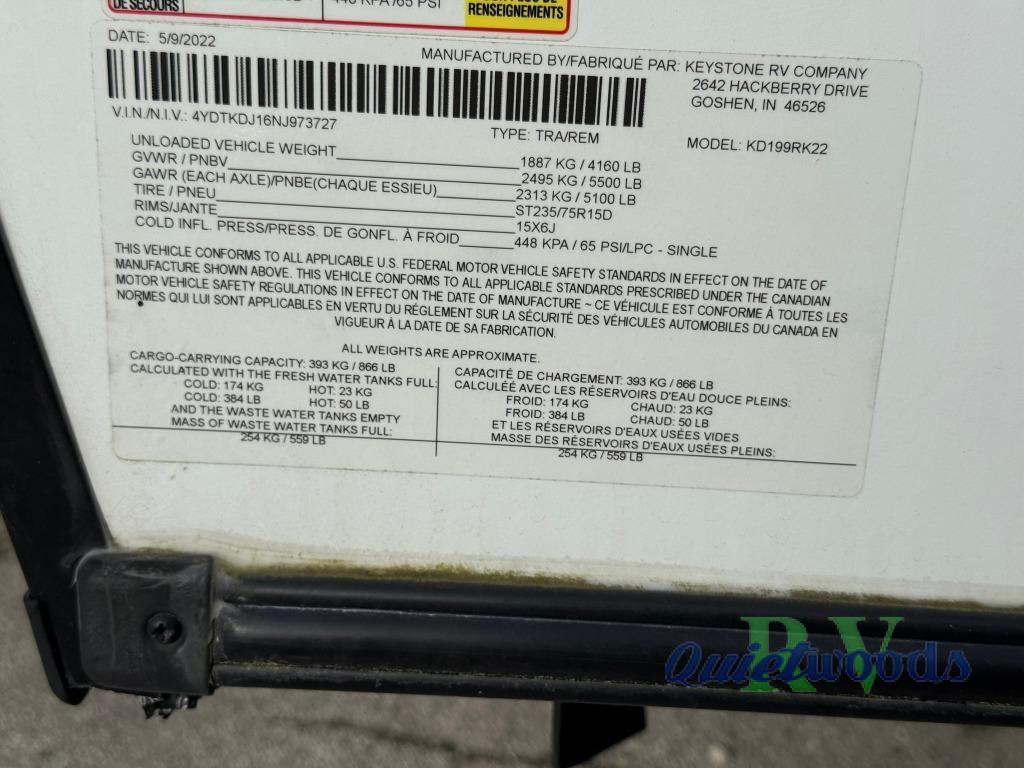 DE SECOURS
448 KPA /65 PSI
RENSEIGNEMENTS
DATE: 5/9/2022
MANUFACTURED BY/FABRIQUÉ PAR: KEYSTONE RV COMPANY
2642 HACKBERRY DRIVE
GOSHEN, IN 46526
V.I.N./N.I.V.: 4YDTKDJ16NJ973727
TYPE: TRA/REM
MODEL: KD199RK22
UNLOADED VEHICLE WEIGHT 1887 KG / 4160 LB
GVWR / PNBV 2495 KG / 5500 LB
GAWR (EACH AXLE)/PNBE(CHAQUE ESSIEU) 2313 KG / 5100 LB
TIRE / PNEU ST235/75R15D
RIMS/JANTE 15X6J
COLD INFL. PRESS/PRESS. DE GONFL. À FROID 448 KPA / 65 PSI/LPC - SINGLE
THIS VEHICLE CONFORMS TO ALL APPLICABLE U.S. FEDERAL MOTOR VEHICLE SAFETY STANDARDS IN EFFECT ON THE DATE OF
MANUFACTURE SHOWN ABOVE. THIS VEHICLE CONFORMS TO ALL APPLICABLE STANDARDS PRESCRIBED UNDER THE CANADIAN
MOTOR VEHICLE SAFETY REGULATIONS IN EFFECT ON THE DATE OF MANUFACTURE ~ CE VÉHICULE EST CONFORME À TOUTES LES
NORMES QUI LUI SONT APPLICABLES EN VERTU DU RÉGLEMENT SUR LA SÉCURITÉ DES VÉHICULES AUTOMOBILES DU CANADA EN
VIGUEUR À LA DATE DE SA FABRICATION.
ALL WEIGHTS ARE APPROXIMATE.
CARGO-CARRYING CAPACITY: 393 KG / 866 LB
CALCULATED WITH THE FRESH WATER TANKS FULL:
COLD: 174 KG HOT: 23 KG
COLD: 384 LB HOT: 50 LB
AND THE WASTE WATER TANKS EMPTY
MASS OF WASTE WATER TANKS FULL:
254 KG / 559 LB
CAPACITÉ DE CHARGEMENT: 393 KG / 866 LB
CALCULÉE AVEC LES RÉSERVOIRS D'EAU DOUCE PLEINS:
FROID: 174 KG CHAUD: 23 KG
FROID: 384 LB CHAUD: 50 LB
ET LES RÉSERVOIRS D'EAUX USÉES VIDES
MASSE DES RÉSERVOIRS D'EAUX USÉES PLEINS:
254 KG / 559 LB
Quietwoods RV